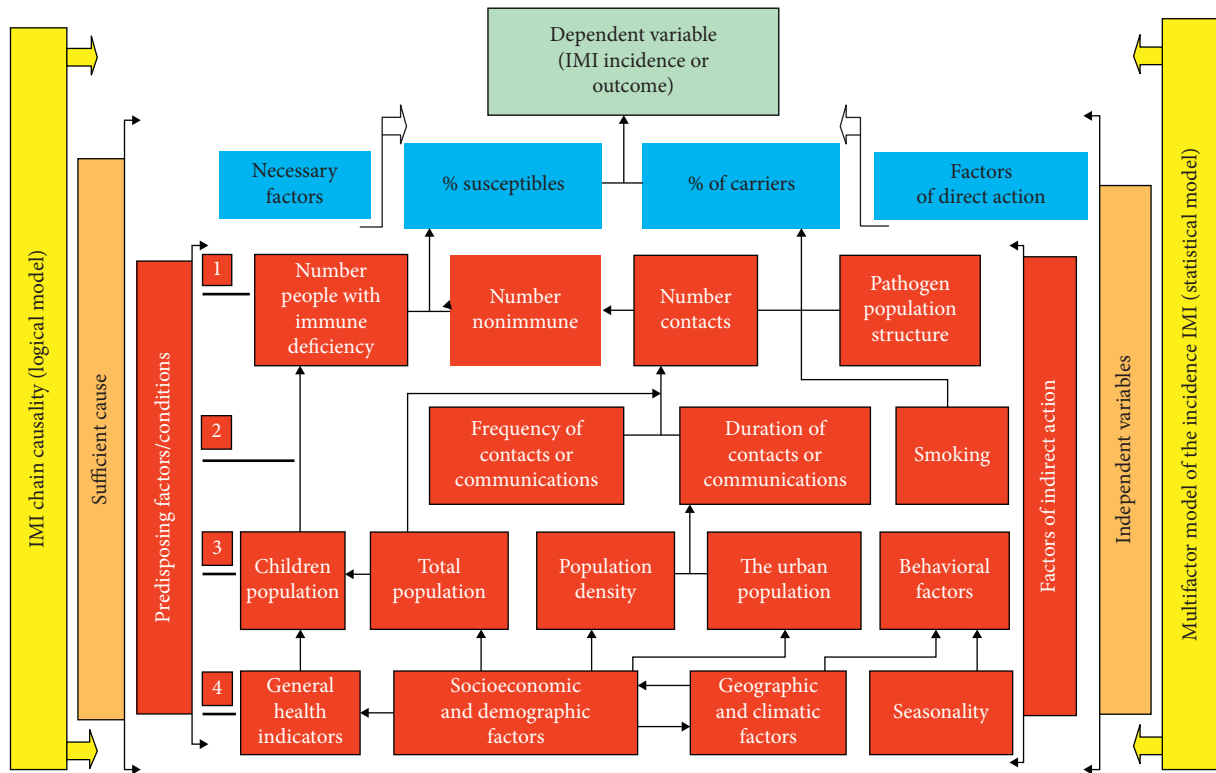 Dependent variable
(IMI incidence or
outcome)
Necessary
factors
% susceptibles
% of carriers
Factors
of direct action
1
Number
people with
immune
deficiency
Number
nonimmune
Number
contacts
Pathogen
population
structure
2
Frequency of
contacts or
communications
Duration of
contacts or
communications
Smoking
3
Children
population
Total
population
Population
density
The urban
population
Behavioral
factors
4
General
health
indicators
Socioeconomic
and demographic
factors
Geographic
and climatic
factors
Seasonality
IMI chain causality (logical model)
Sufficient cause
Predisposing factors/conditions
Factors of indirect action
Independent variables
Multifactor model of the incidence IMI (statistical model)